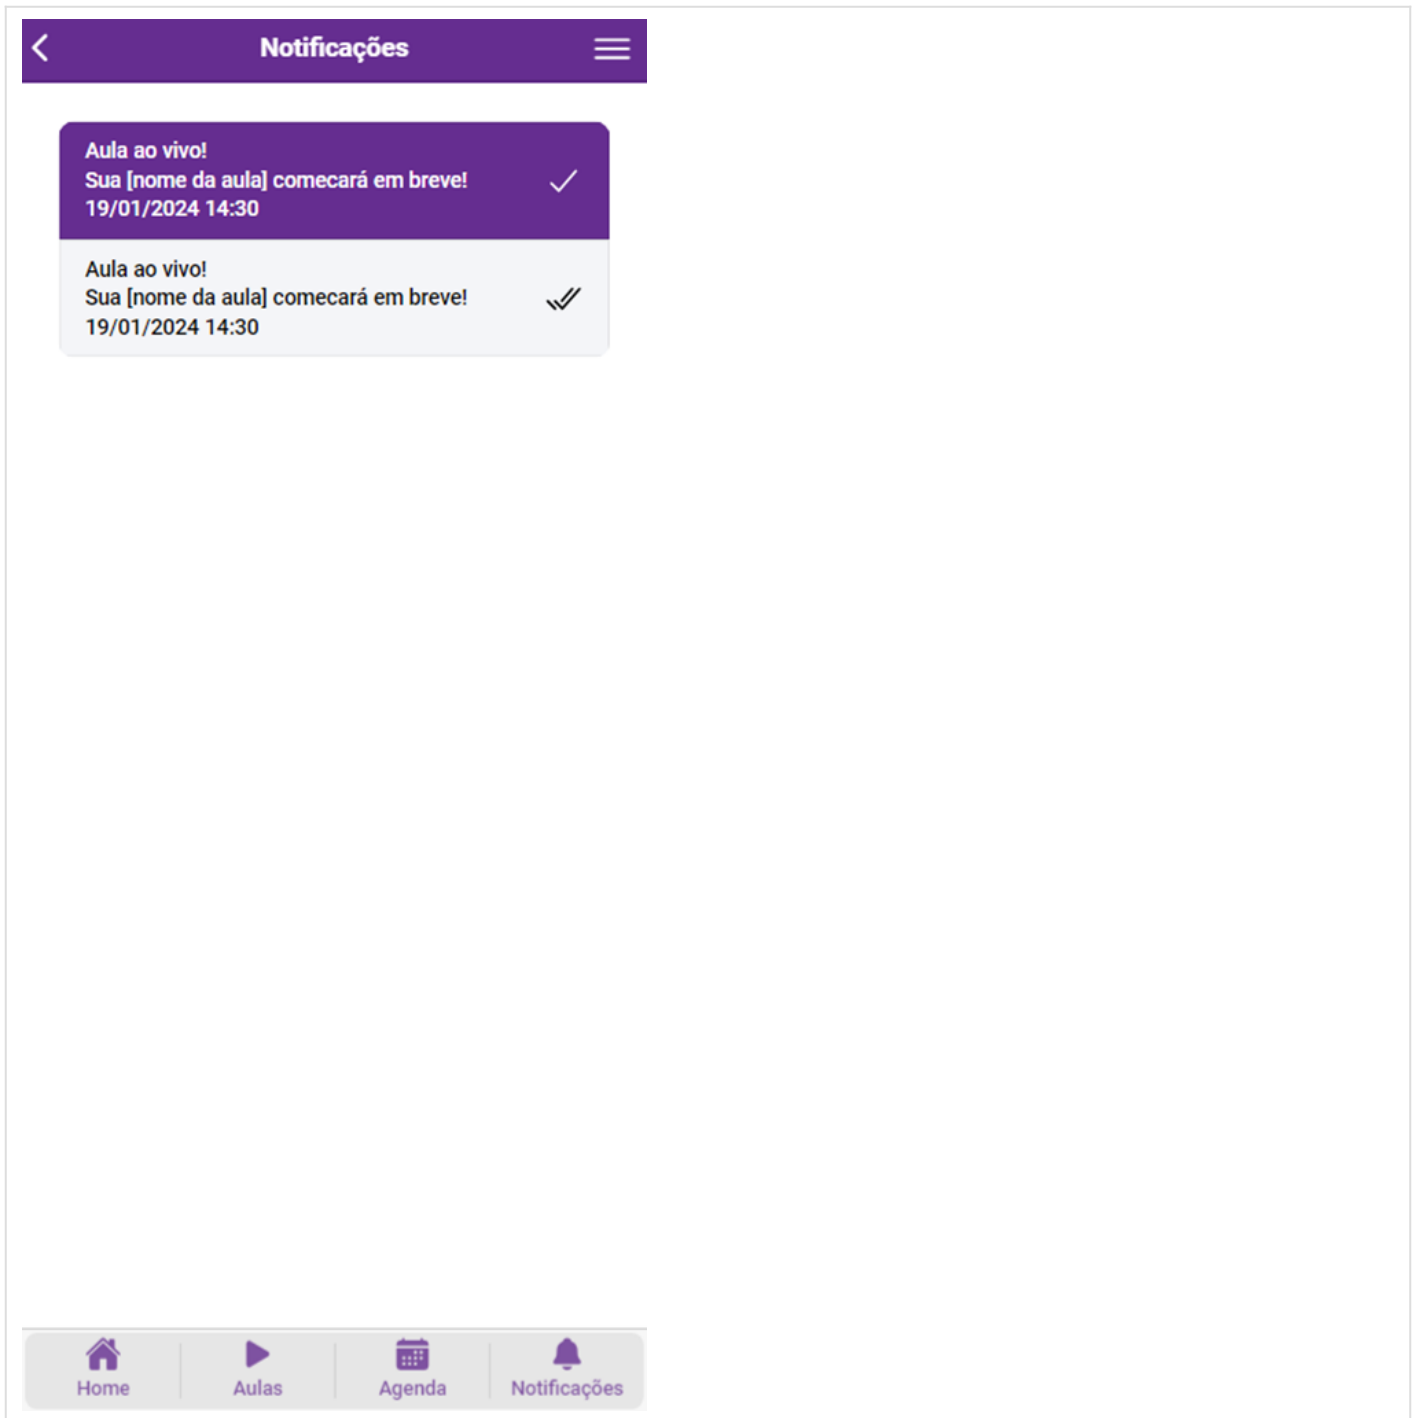 Notificações
Aula ao vivo!
Sua [nome da aula] comecará em breve!
19/01/2024 14:30
Aula ao vivo!
Sua [nome da aula] comecará em breve!
19/01/2024 14:30
Home
Aulas
Agenda
Notificações